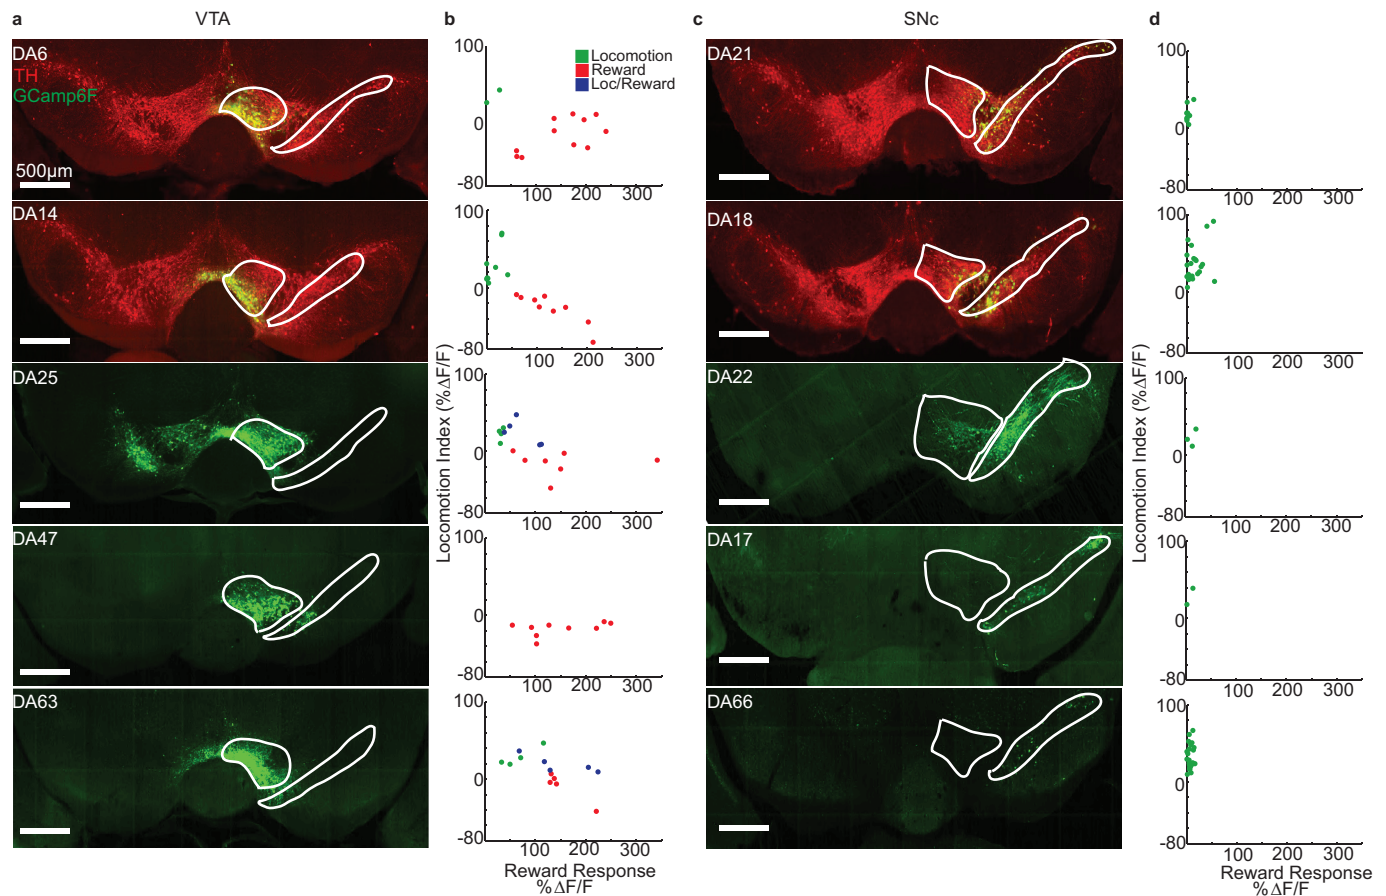 a
VTA
b
c
SNc
d
DA6
TH
GCamp6F
500µm
DA14
DA25
DA47
DA63
Locomotion
Reward
Loc/Reward
100
0
-80
100 200 300
100
0
-80
100 200 300
100
0
-80
100 200 300
100
0
-80
100 200 300
100
0
-80
100 200 300
Locomotion Index (%ΔF/F)
Reward Response
%ΔF/F
DA21
DA18
DA22
DA17
DA66
100
0
-80
100 200 300
100
0
-80
100 200 300
100
0
-80
100 200 300
100
0
-80
100 200 300
100
0
-80
100 200 300
Locomotion Index (%ΔF/F)
Reward Response
%ΔF/F